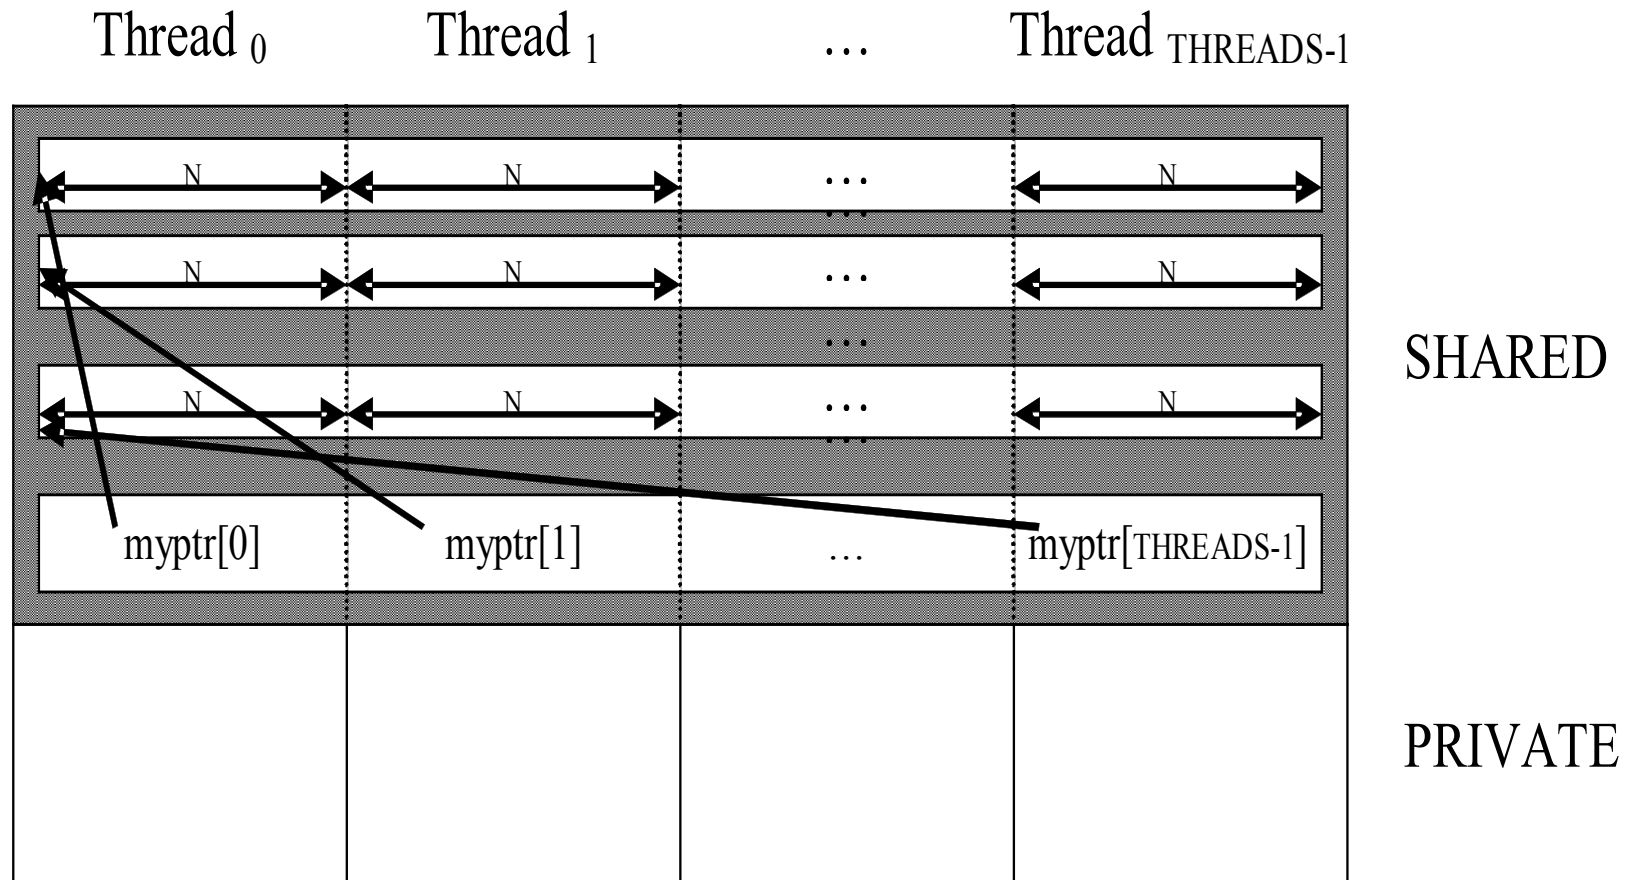 Thread 0 Thread 1 … Thread THREADS-1
N N … N
…
N N … N
…
SHARED
N N … N
…
myptr[0] myptr[1] … myptr[THREADS-1]
PRIVATE